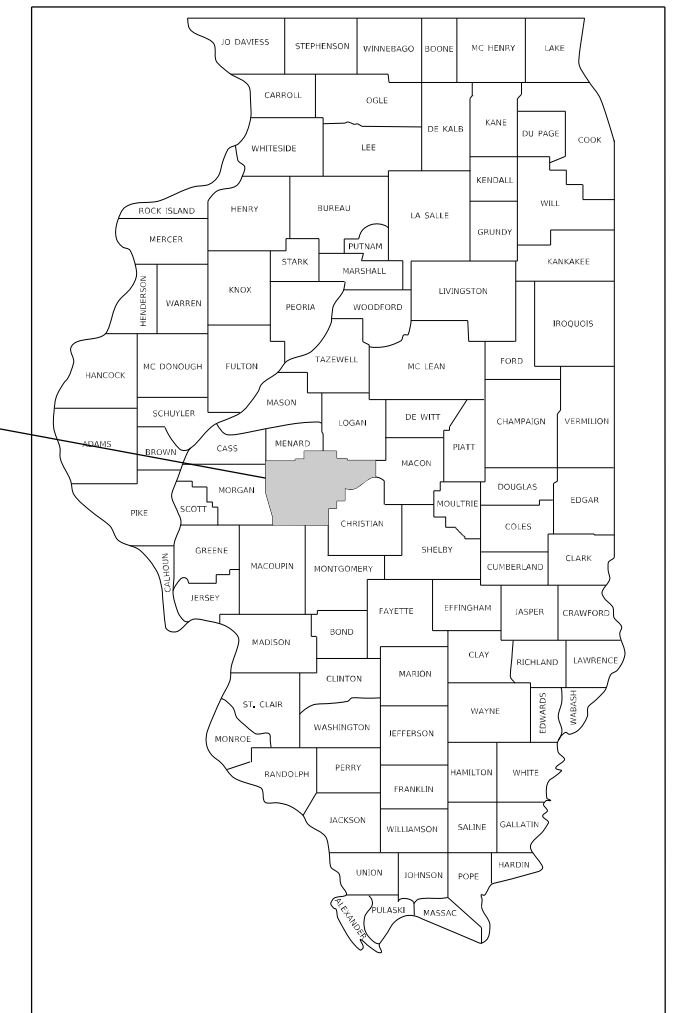 JO DAVIESS
STEPHENSON
WINNEBAGO
BOONE
MC HENRY
LAKE
CARROLL
OGLE
DE KALB
KANE
DU PAGE
COOK
WHITESIDE
LEE
KENDALL
WILL
ROCK ISLAND
HENRY
BUREAU
LA SALLE
GRUNDY
MERCER
PUTNAM
STARK
MARSHALL
KANKAKEE
HENDERSON
WARREN
KNOX
PEORIA
WOODFORD
LIVINGSTON
IROQUOIS
HANCOCK
MC DONOUGH
FULTON
TAZEWELL
MC LEAN
FORD
SCHUYLER
MASON
LOGAN
DE WITT
CHAMPAIGN
VERMILION
ADAMS
BROWN
CASS
MENARD
MACON
PIATT
PIKE
SCOTT
MORGAN
CHRISTIAN
MOULTRIE
DOUGLAS
EDGAR
COLES
GREENE
MACOUPIN
MONTGOMERY
SHELBY
CUMBERLAND
CLARK
CALHOUN
JERSEY
FAYETTE
EFFINGHAM
JASPER
CRAWFORD
MADISON
BOND
CLAY
RICHLAND
LAWRENCE
CLINTON
MARION
ST. CLAIR
WAYNE
EDWARDS
WABASH
MONROE
WASHINGTON
JEFFERSON
RANDOLPH
PERRY
FRANKLIN
HAMILTON
WHITE
JACKSON
WILLIAMSON
SALINE
GALLATIN
UNION
JOHNSON
POPE
HARDIN
ALEXANDER
PULASKI
MASSAC